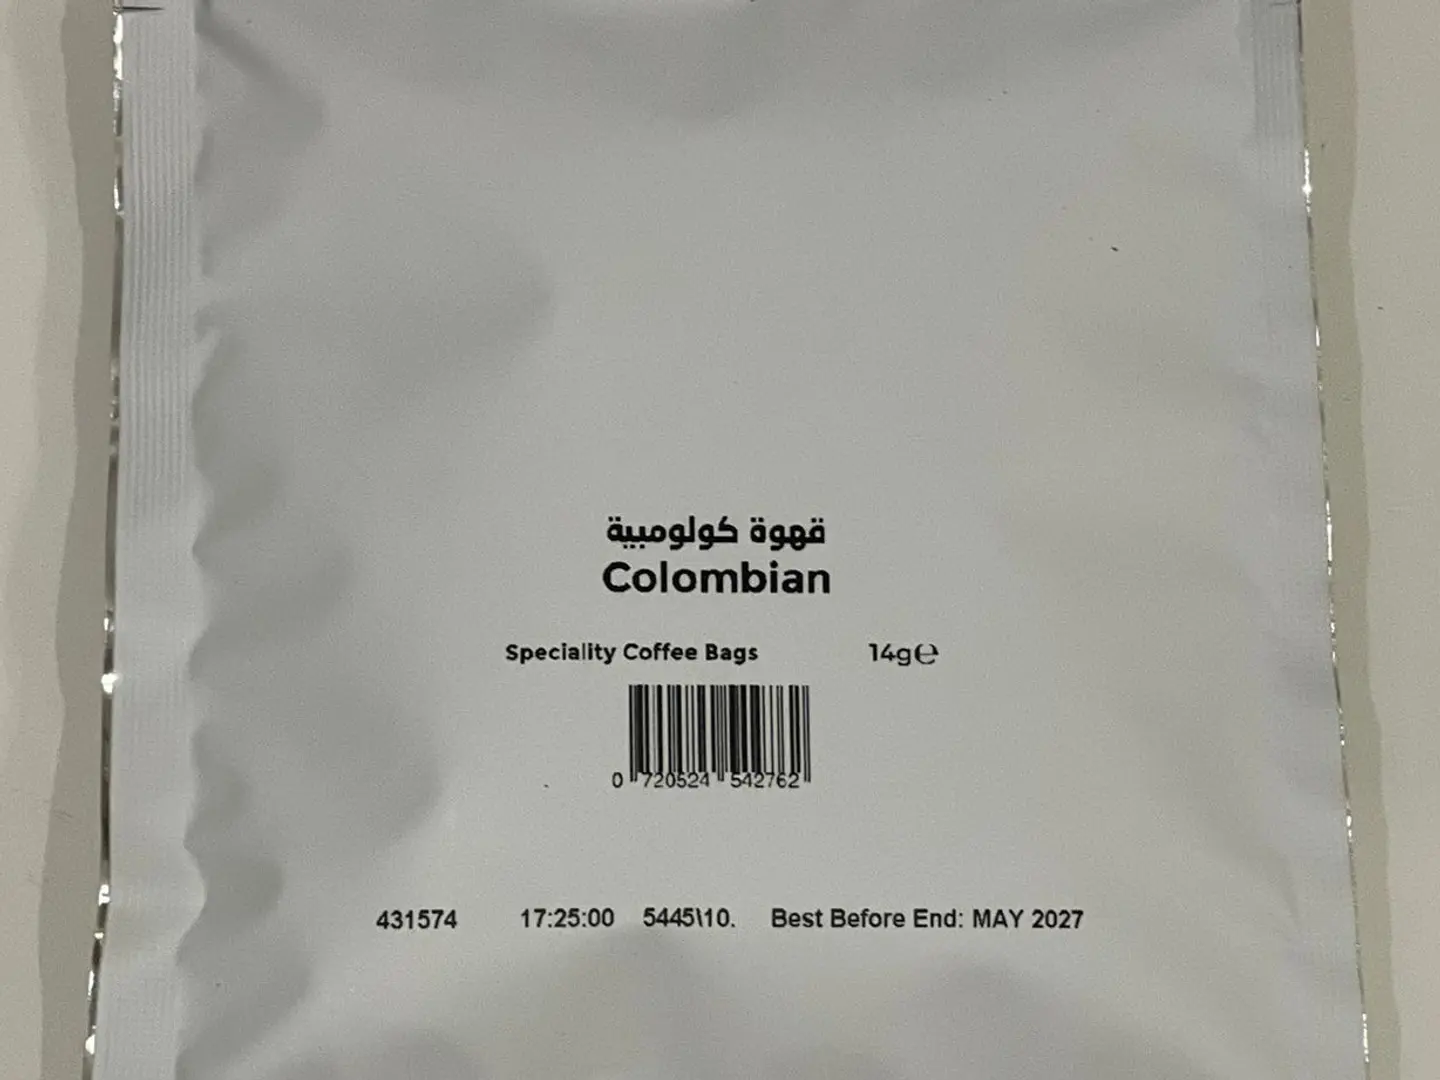 قهوة كولومبية
Colombian
Speciality Coffee Bags 14g℮
0 720524 542762
431574 17:25:00 5445\10. Best Before End: MAY 2027